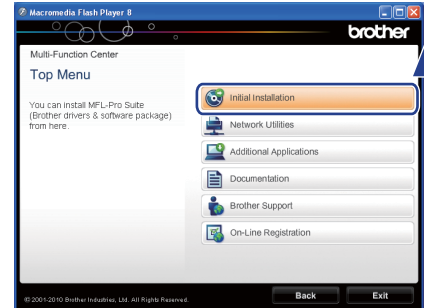 Macromedia Flash Player 8
brother
Multi-Function Center
Top Menu
You can install MFL-Pro Suite
(Brother drivers & software package)
from here.
Initial Installation
Network Utilities
Additional Applications
Documentation
Brother Support
On-Line Registration
© 2001-2010 Brother Industries, Ltd. All Rights Reserved.
Back
Exit